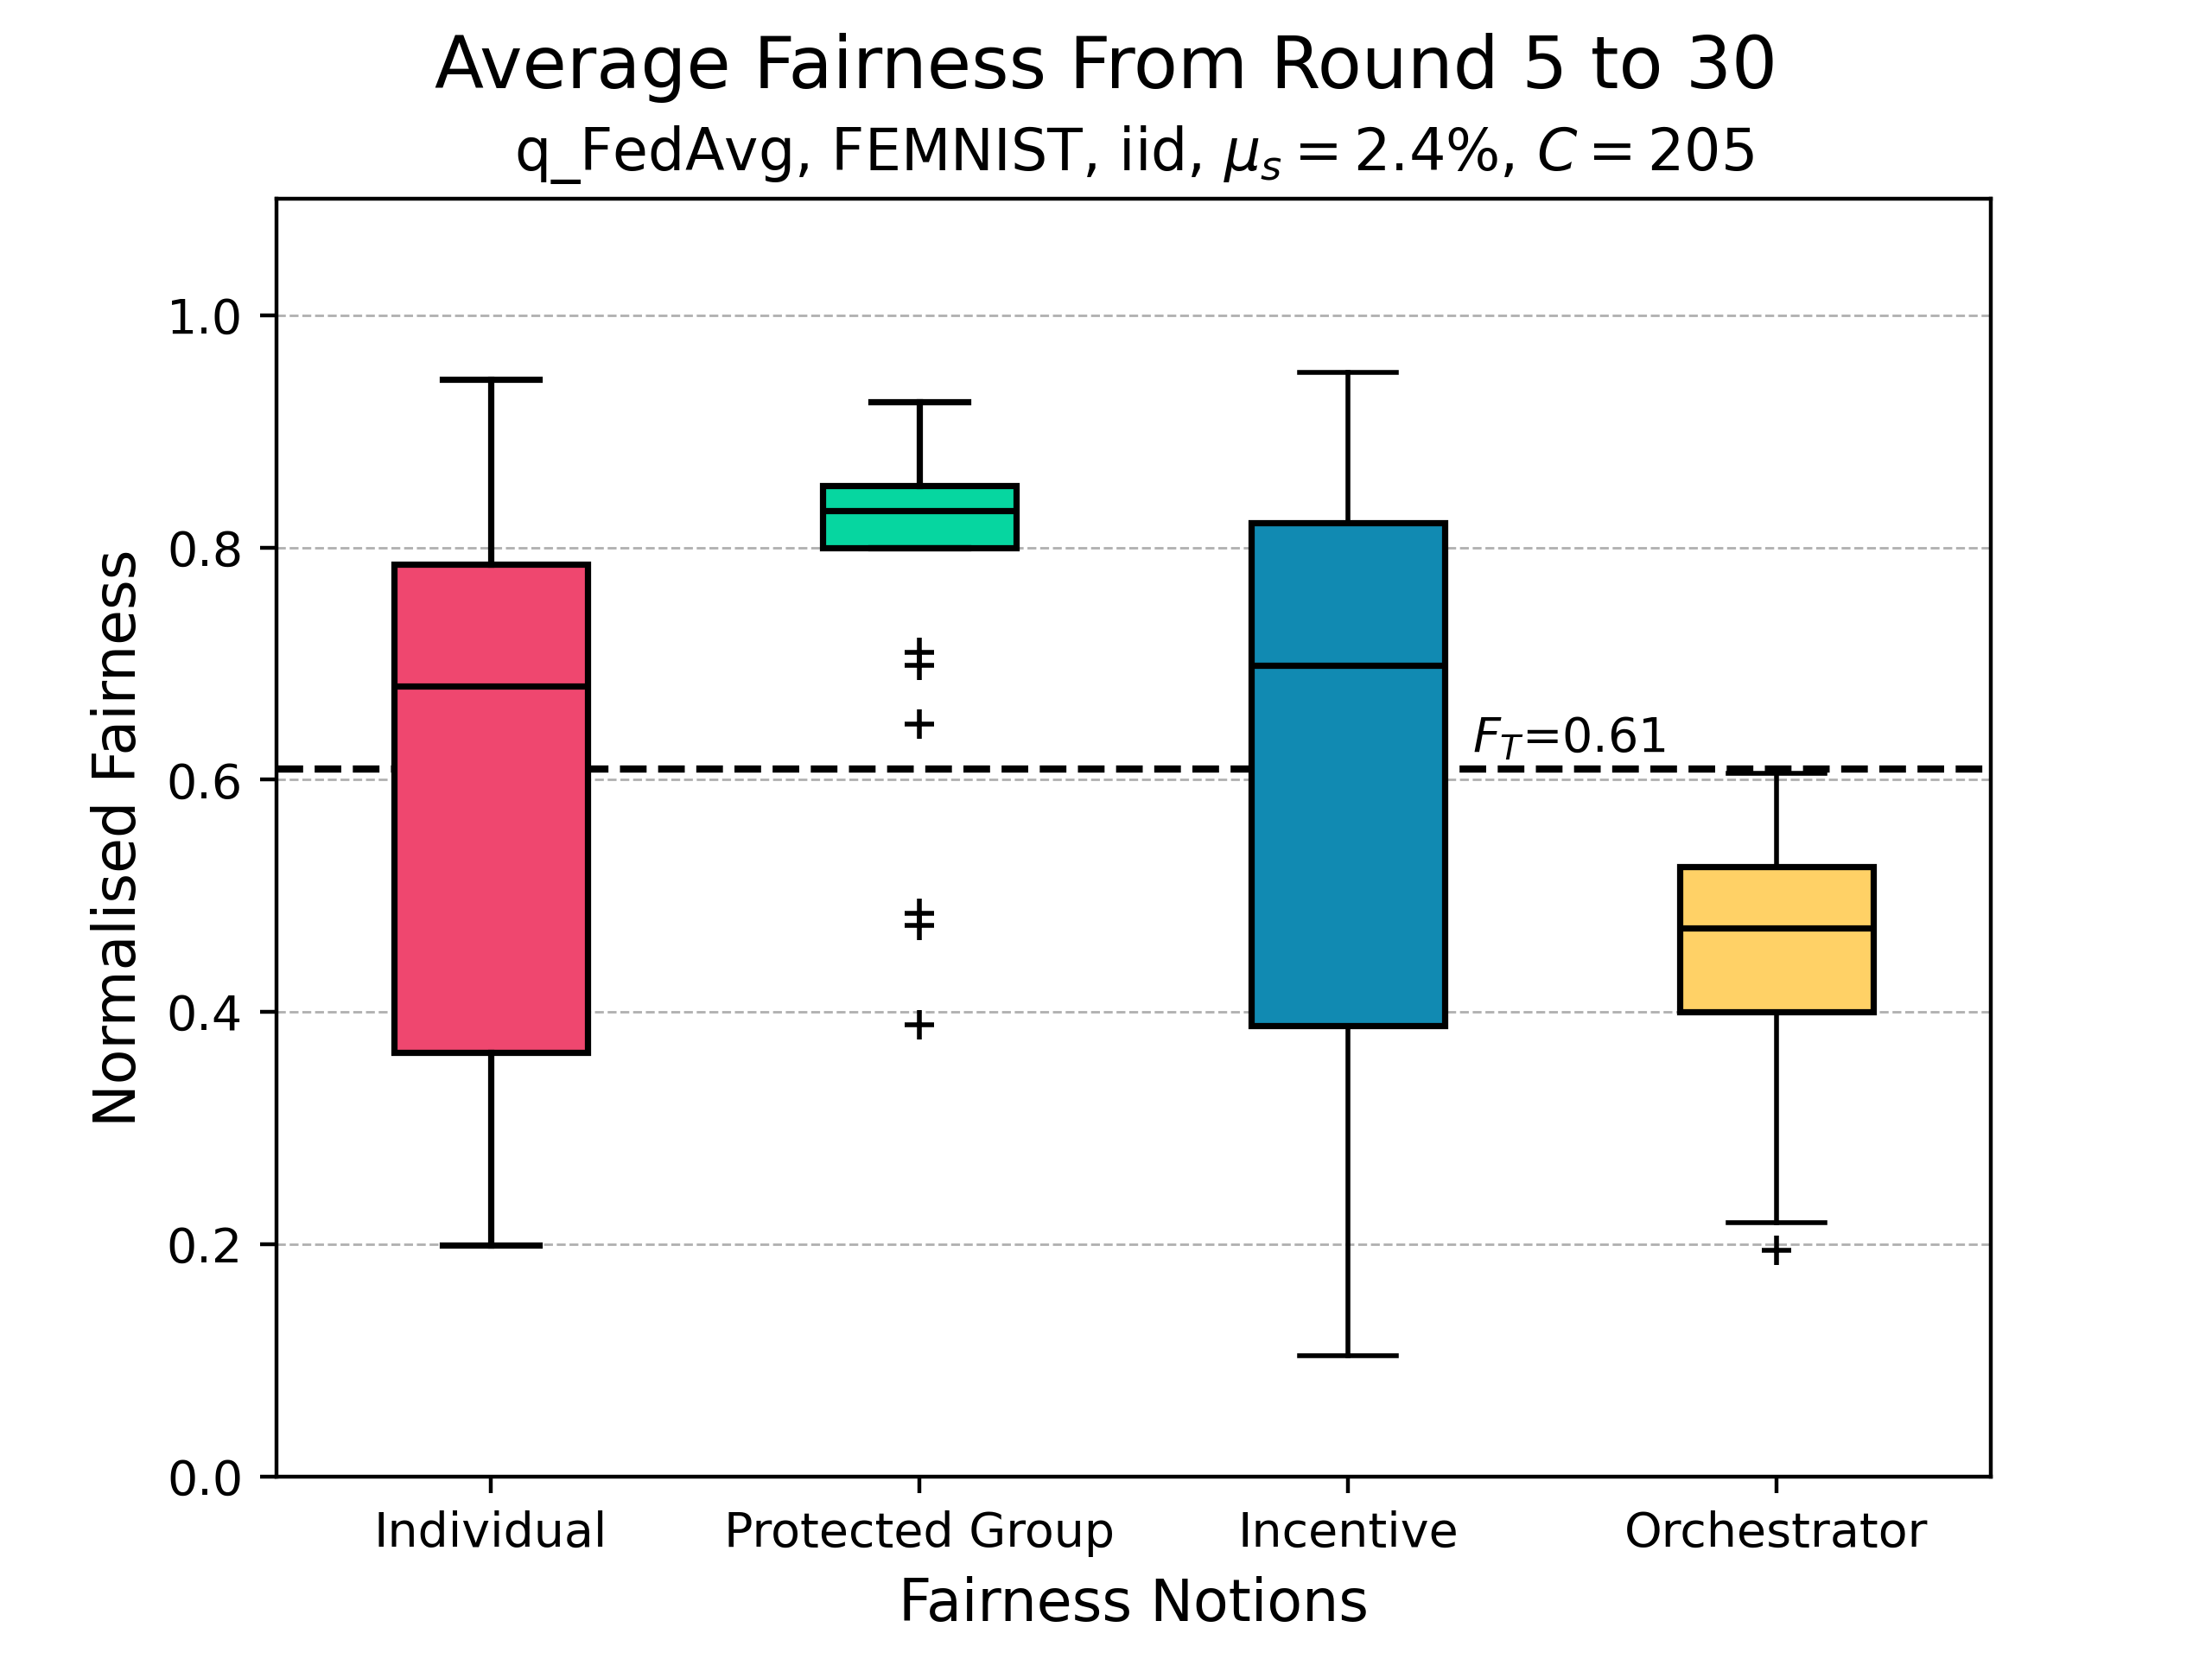 Average Fairness From Round 5 to 30
q_FedAvg, FEMNIST, iid, μₛ = 2.4%, C = 205
1.0
0.8
0.6
0.4
0.2
0.0
Normalised Fairness
F_T=0.61
Individual Protected Group Incentive Orchestrator
Fairness Notions